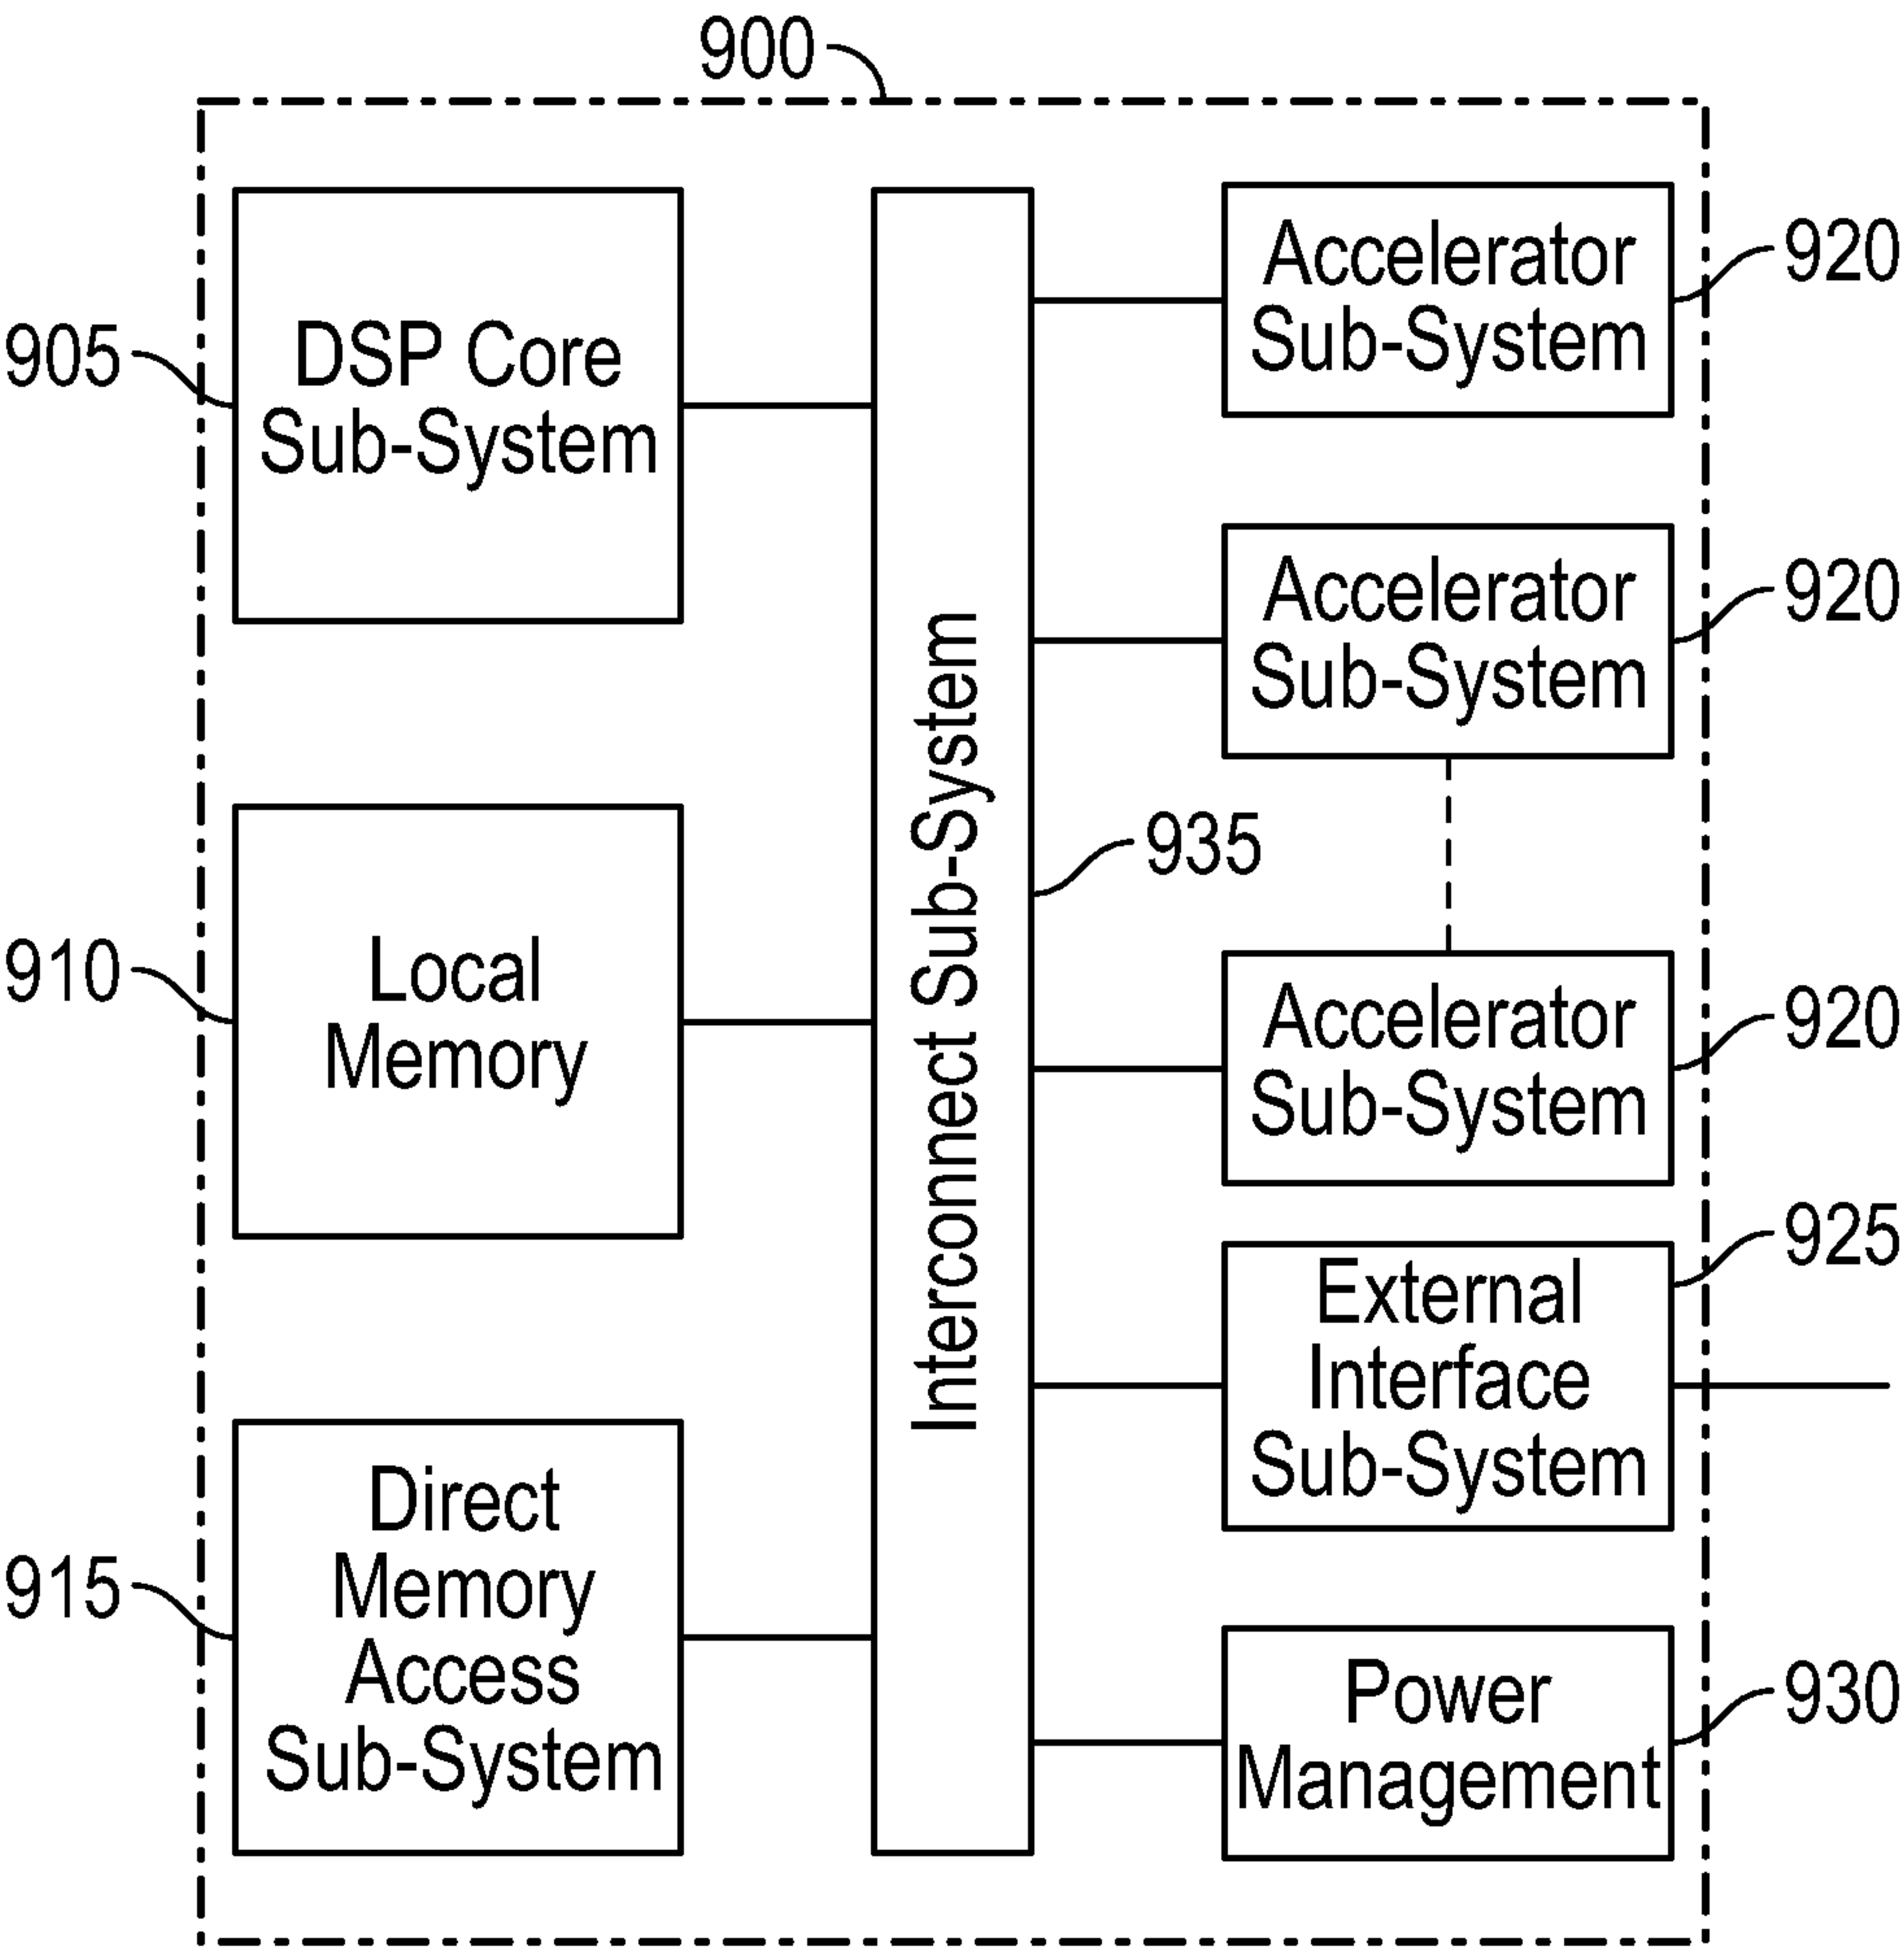 900
DSP Core
Sub-System
905
Local
Memory
910
Direct
Memory
Access
Sub-System
915
Interconnect Sub-System
935
Accelerator
Sub-System
920
Accelerator
Sub-System
920
Accelerator
Sub-System
920
External
Interface
Sub-System
925
Power
Management
930